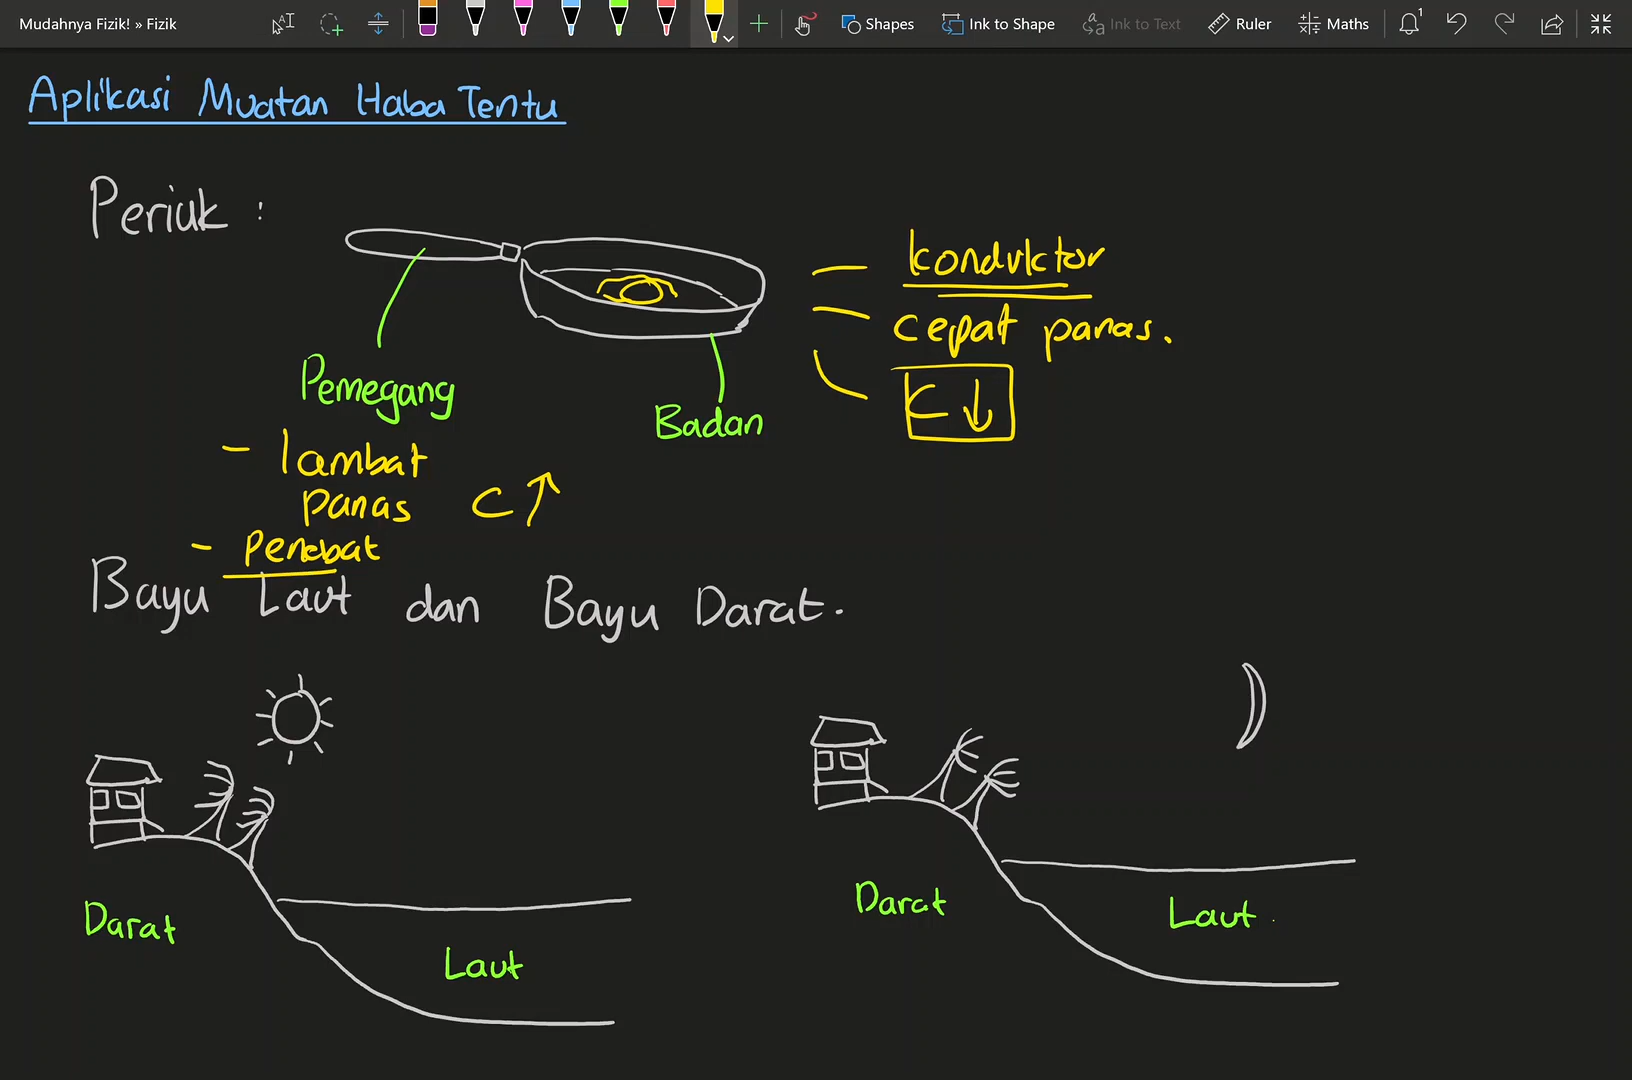 Mudahnya Fizik! » Fizik
Shapes
Ink to Shape
Ink to Text
Ruler
Maths
1
Aplikasi Muatan Haba Tentu
Periuk :
konduktor
cepat panas.
C ↓
Pemegang
Badan
- lambat
panas C ↑
- Penebat
Bayu Laut dan Bayu Darat.
Darat
Laut
Darat
Laut